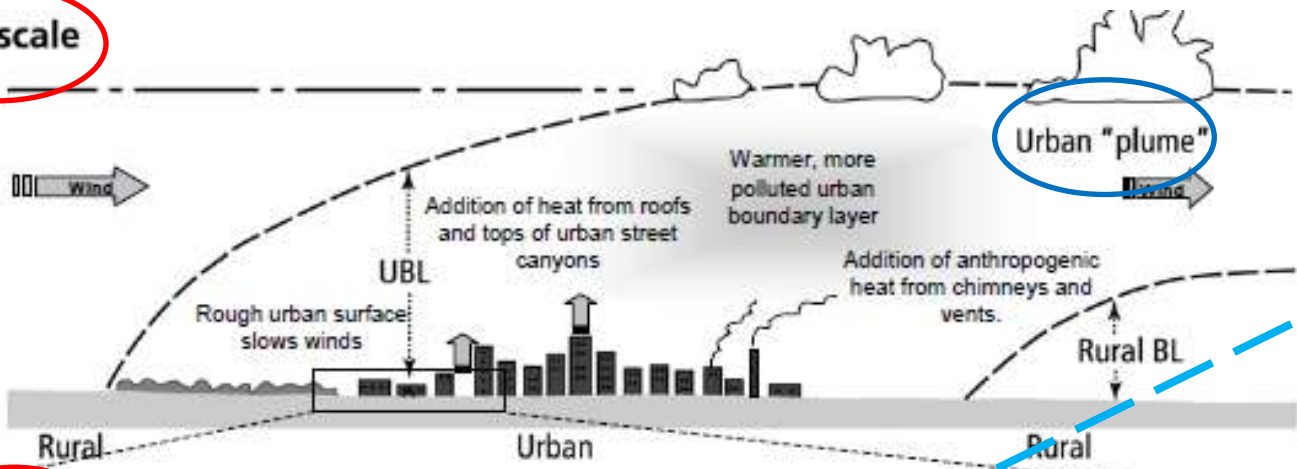 scale
Urban "plume"
Wind
Warmer, more
polluted urban
boundary layer
Wind
Addition of heat from roofs
and tops of urban street
canyons
UBL
Addition of anthropogenic
heat from chimneys and
vents.
Rough urban surface
slows winds
Rural BL
Rural
Urban
Rural